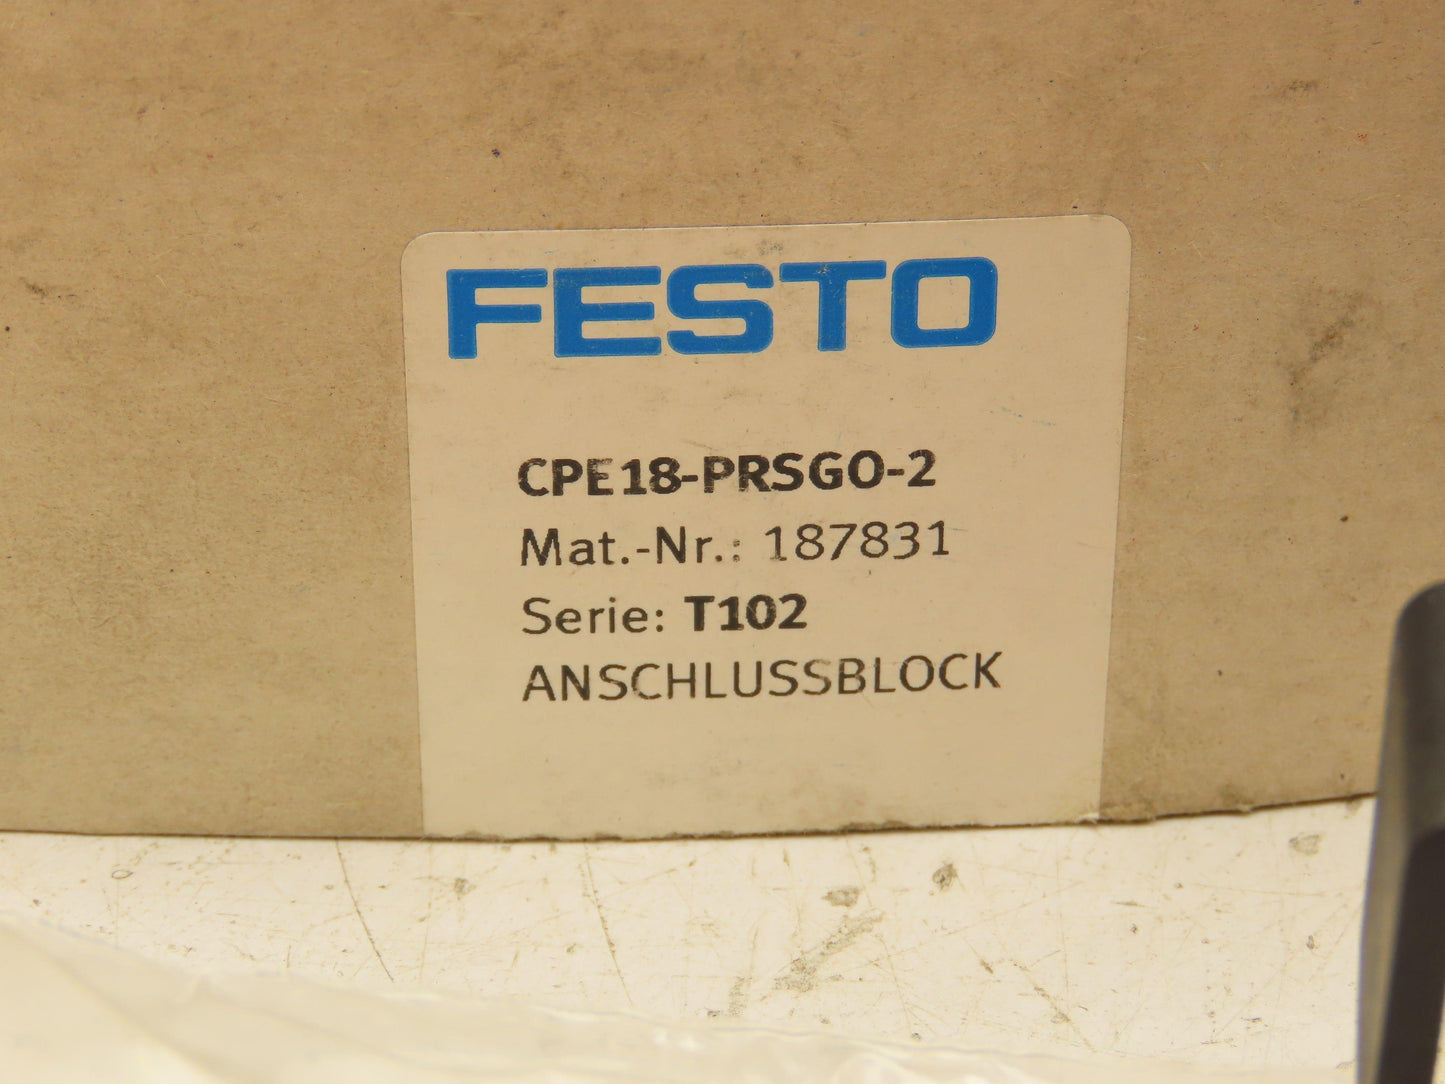 FESTO
CPE18-PRSGO-2
Mat.-Nr.: 187831
Serie: T102
ANSCHLUSSBLOCK